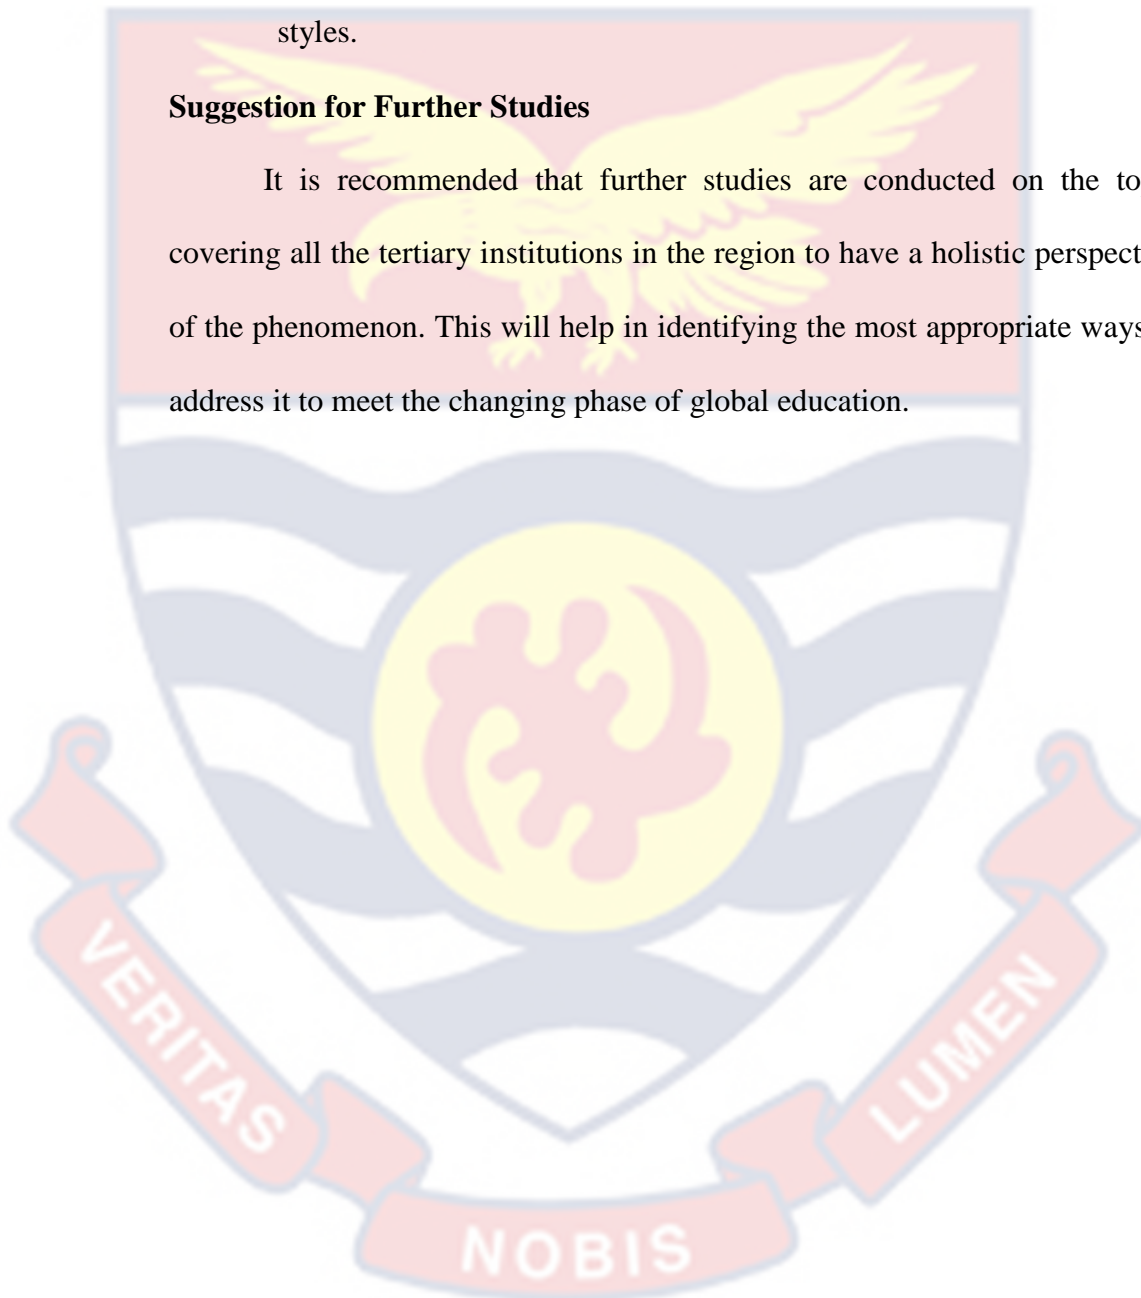 styles.
Suggestion for Further Studies
It is recommended that further studies are conducted on the to
covering all the tertiary institutions in the region to have a holistic perspect
of the phenomenon. This will help in identifying the most appropriate ways
address it to meet the changing phase of global education.
VERITAS
NOBIS
LUMEN